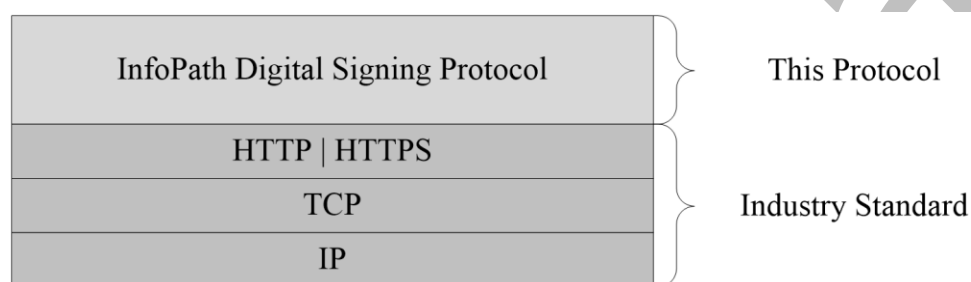 InfoPath Digital Signing Protocol
This Protocol
HTTP | HTTPS
TCP
Industry Standard
IP